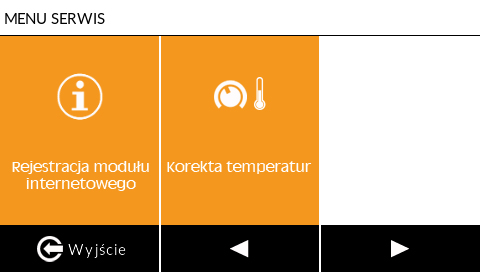 MENU SERWIS
Rejestracja modułu
internetowego
Korekta temperatur
Wyjście